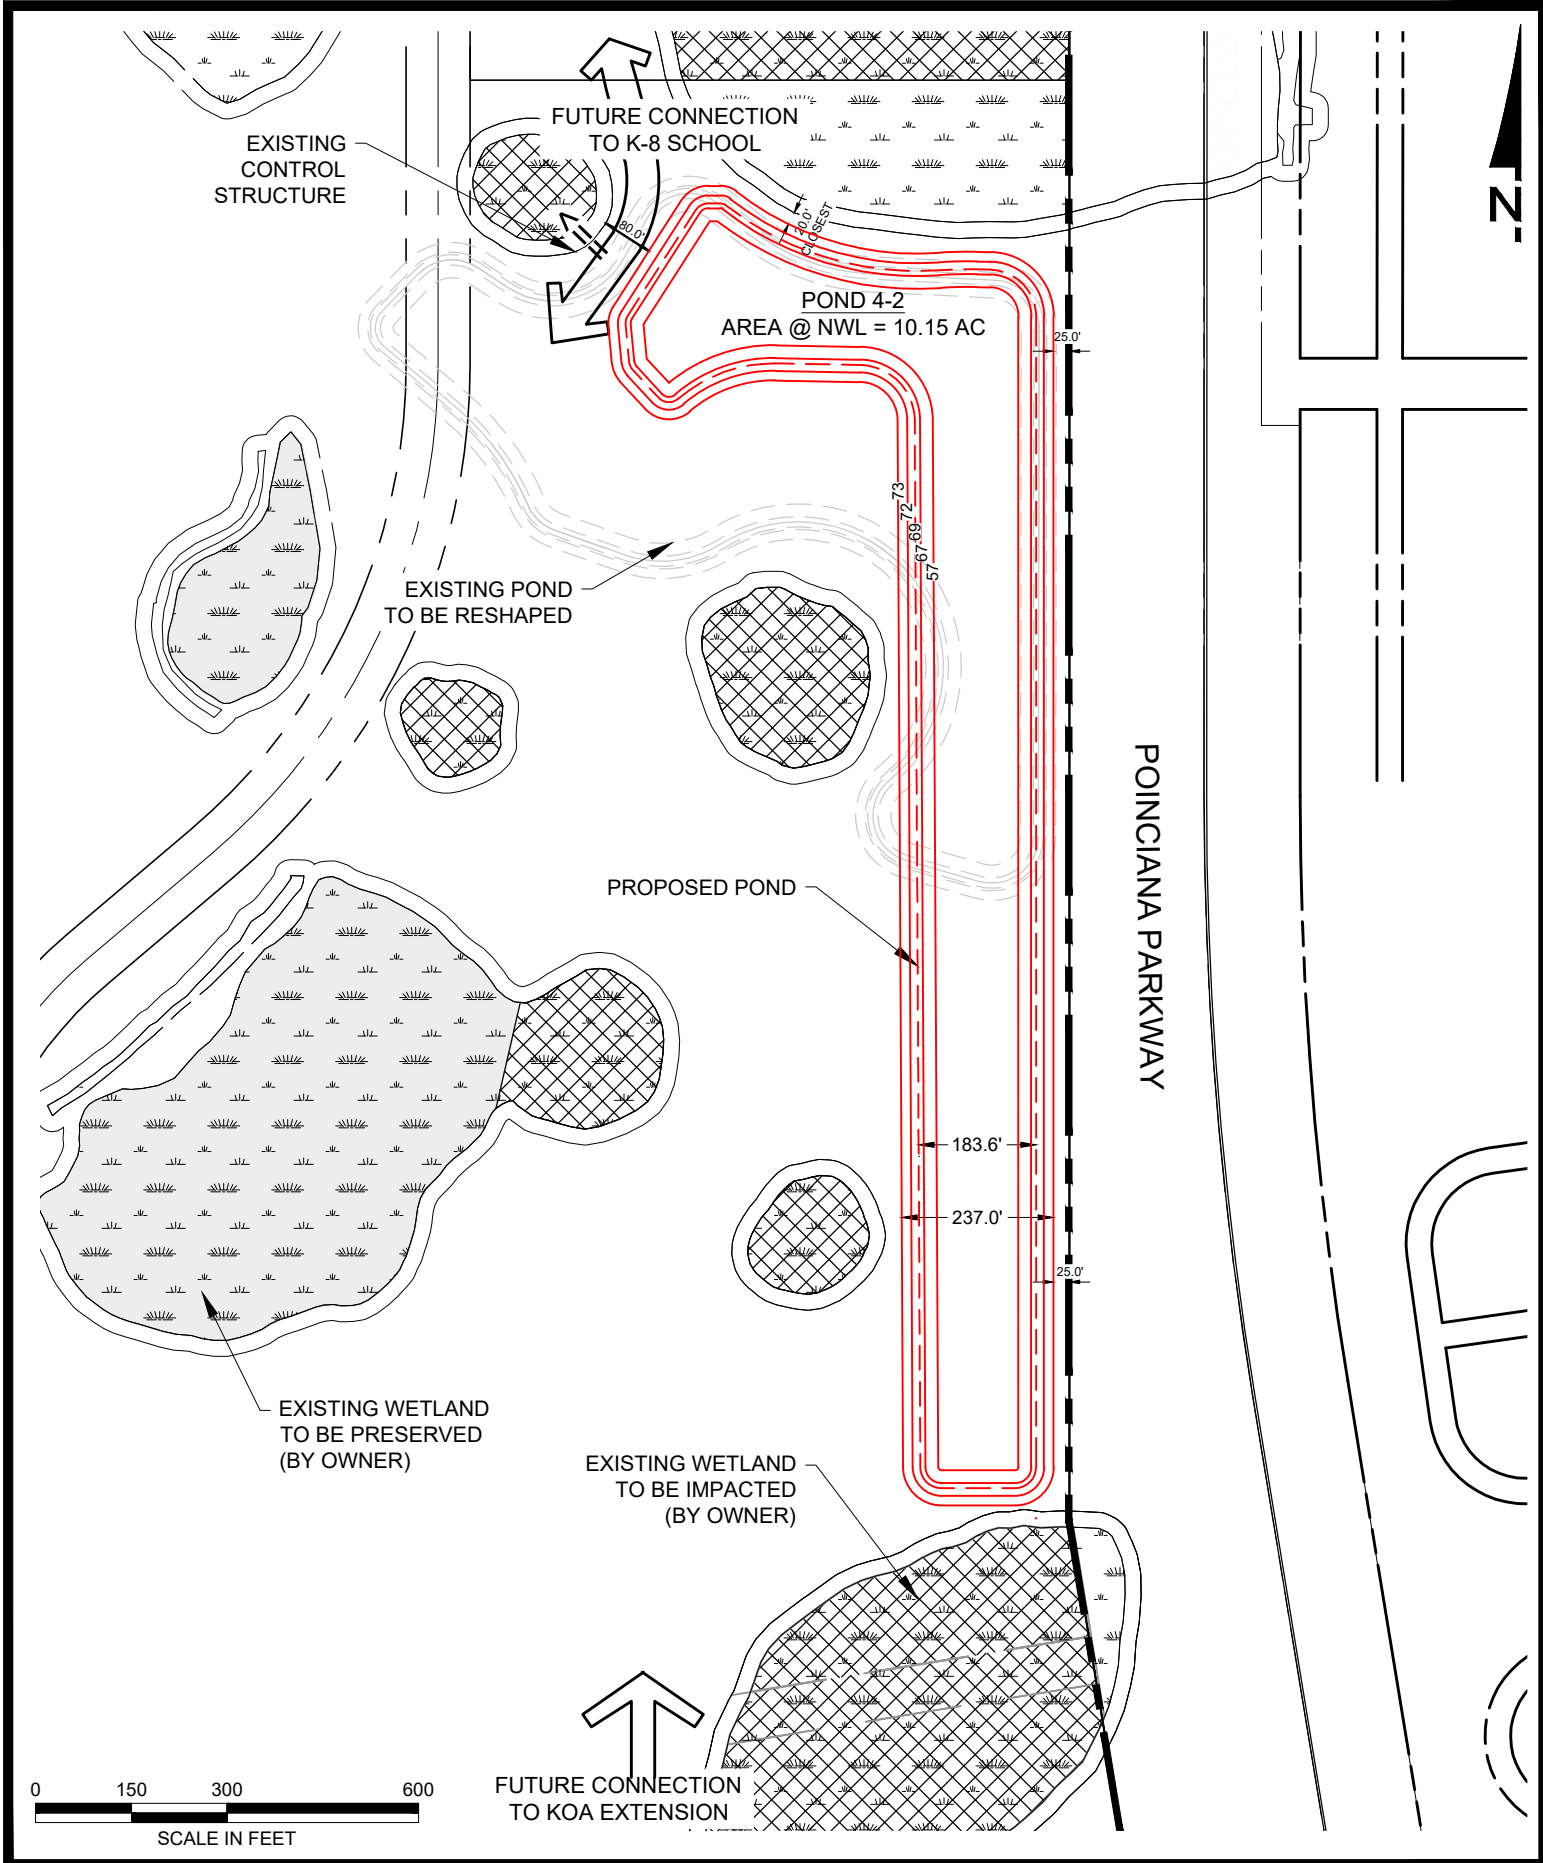 FUTURE CONNECTION
TO K-8 SCHOOL
EXISTING
CONTROL
STRUCTURE
80.0'
20.0'
CLOSEST
N
POND 4-2
AREA @ NWL = 10.15 AC
25.0'
73
72
69
67
57
EXISTING POND
TO BE RESHAPED
POINCIANA PARKWAY
PROPOSED POND
183.6'
237.0'
25.0'
EXISTING WETLAND
TO BE PRESERVED
(BY OWNER)
EXISTING WETLAND
TO BE IMPACTED
(BY OWNER)
FUTURE CONNECTION
TO KOA EXTENSION
0 150 300 600
SCALE IN FEET